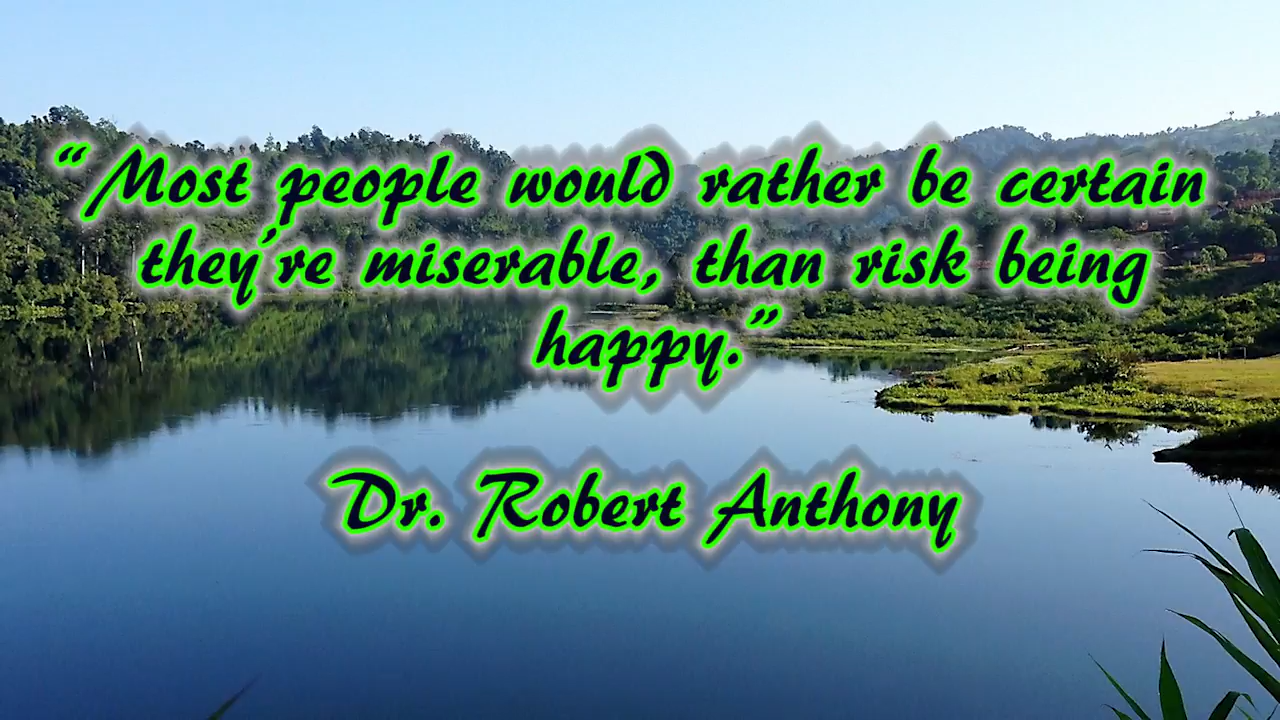 “Most people would rather be certain
they’re miserable, than risk being
happy.”
Dr. Robert Anthony